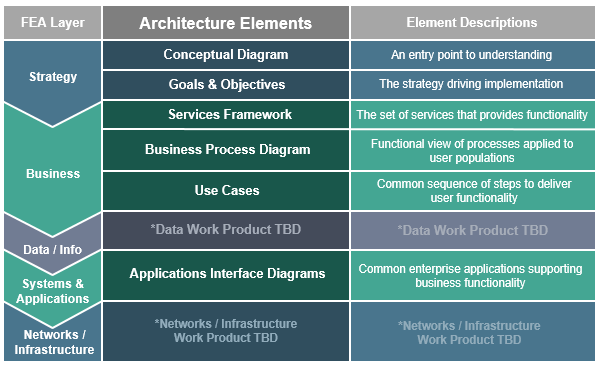 FEA Layer
Architecture Elements
Element Descriptions
Strategy
Conceptual Diagram
An entry point to understanding
Goals & Objectives
The strategy driving implementation
Business
Services Framework
The set of services that provides functionality
Business Process Diagram
Functional view of processes applied to
user populations
Use Cases
Common sequence of steps to deliver
user functionality
Data / Info
*Data Work Product TBD
*Data Work Product TBD
Systems &
Applications
Applications Interface Diagrams
Common enterprise applications supporting
business functionality
Networks /
Infrastructure
*Networks / Infrastructure
Work Product TBD
*Networks / Infrastructure
Work Product TBD